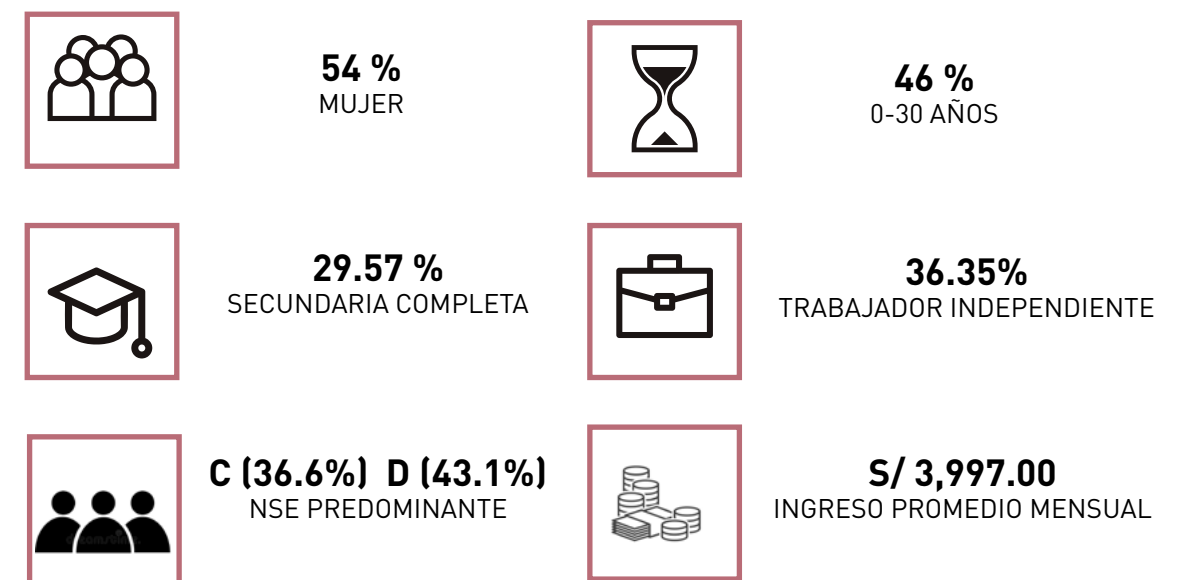 54 %
MUJER
46 %
0-30 AÑOS
29.57 %
SECUNDARIA COMPLETA
36.35%
TRABAJADOR INDEPENDIENTE
C (36.6%) D (43.1%)
NSE PREDOMINANTE
S/ 3,997.00
INGRESO PROMEDIO MENSUAL